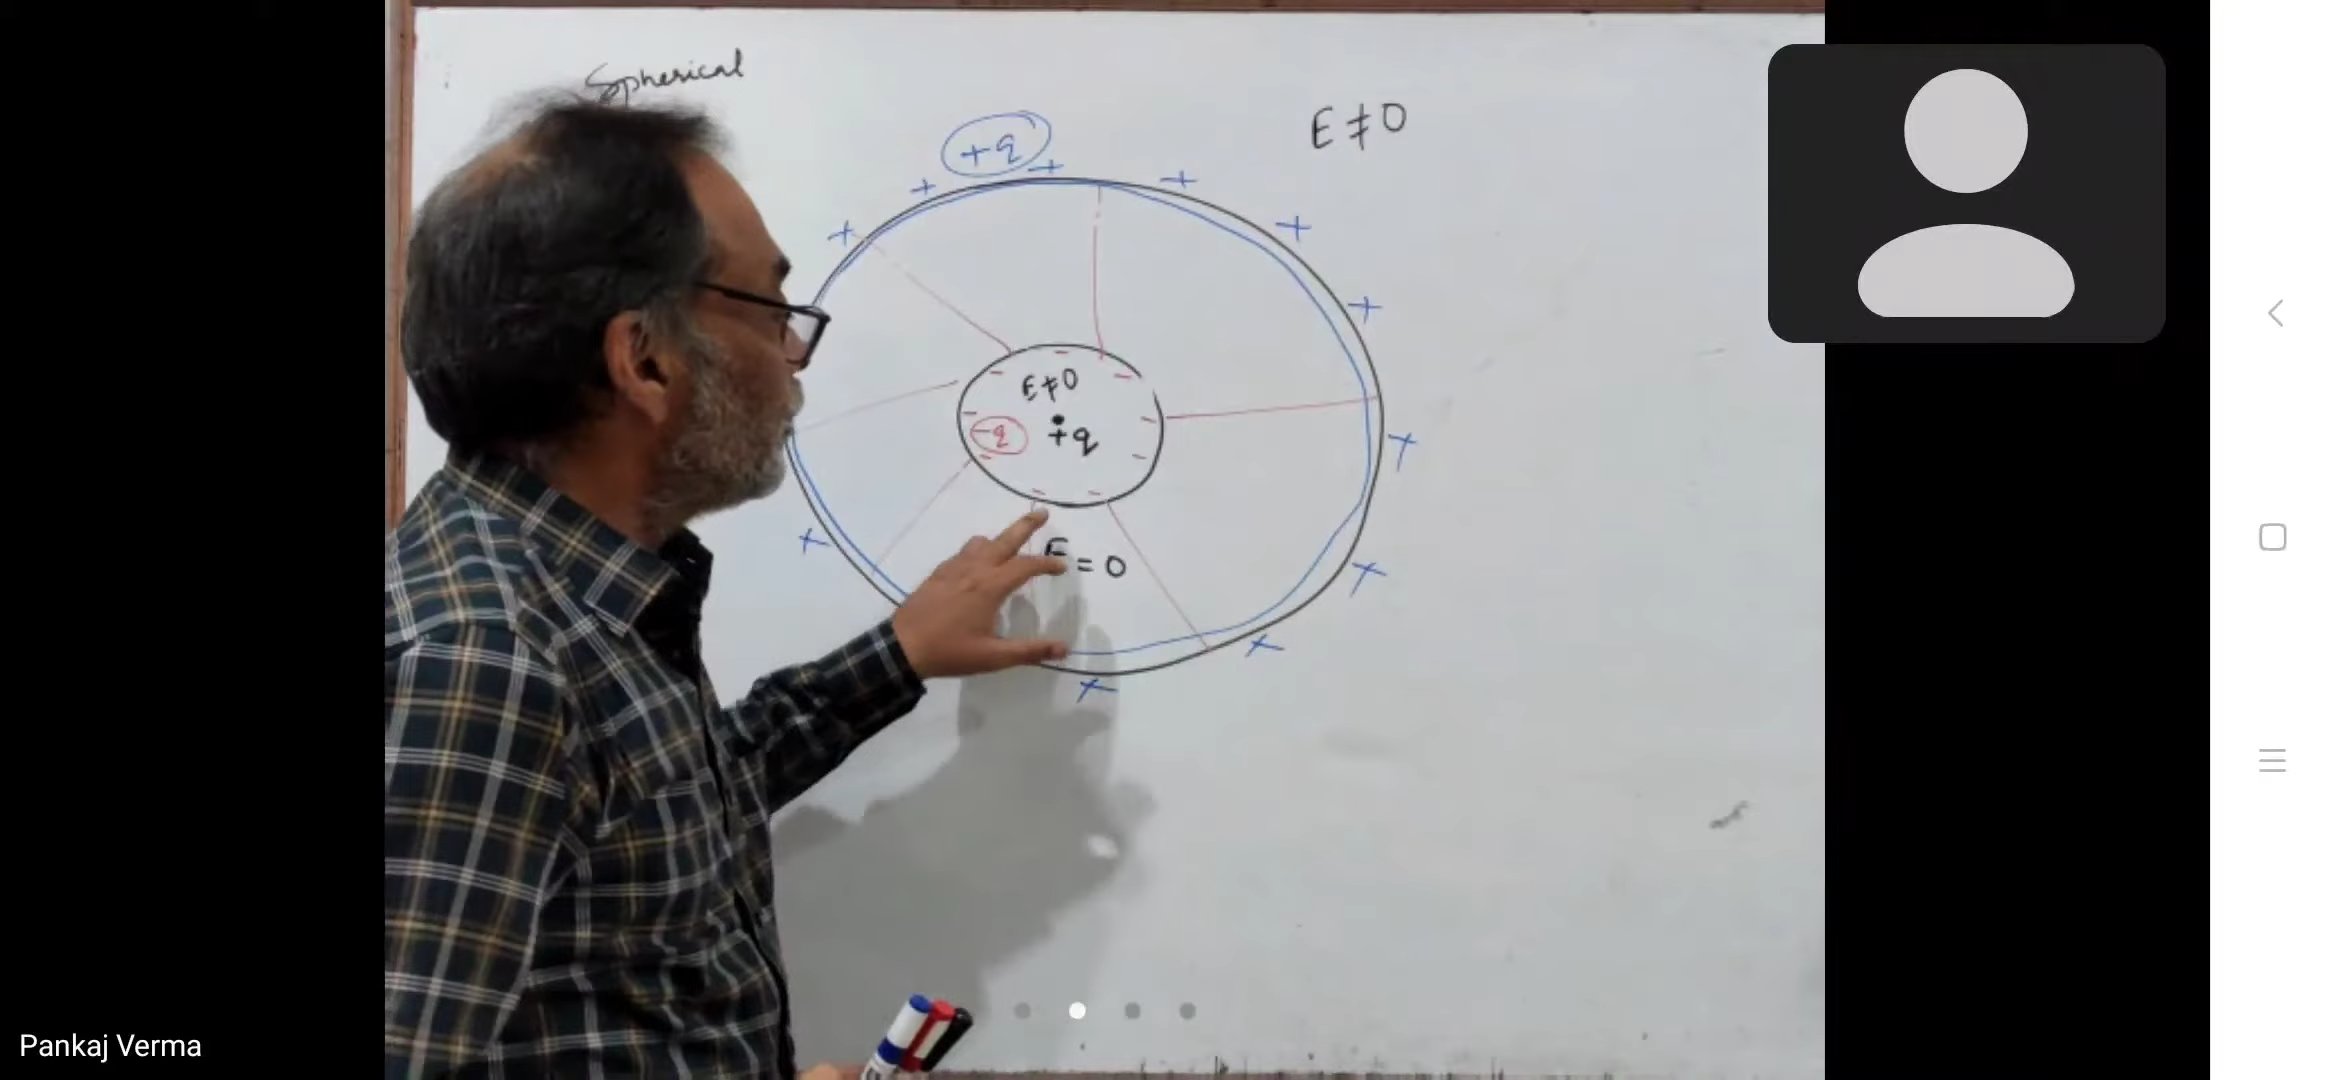 Spherical
+q
E ≠ 0
E ≠ 0
-q
+q
E = 0
Pankaj Verma